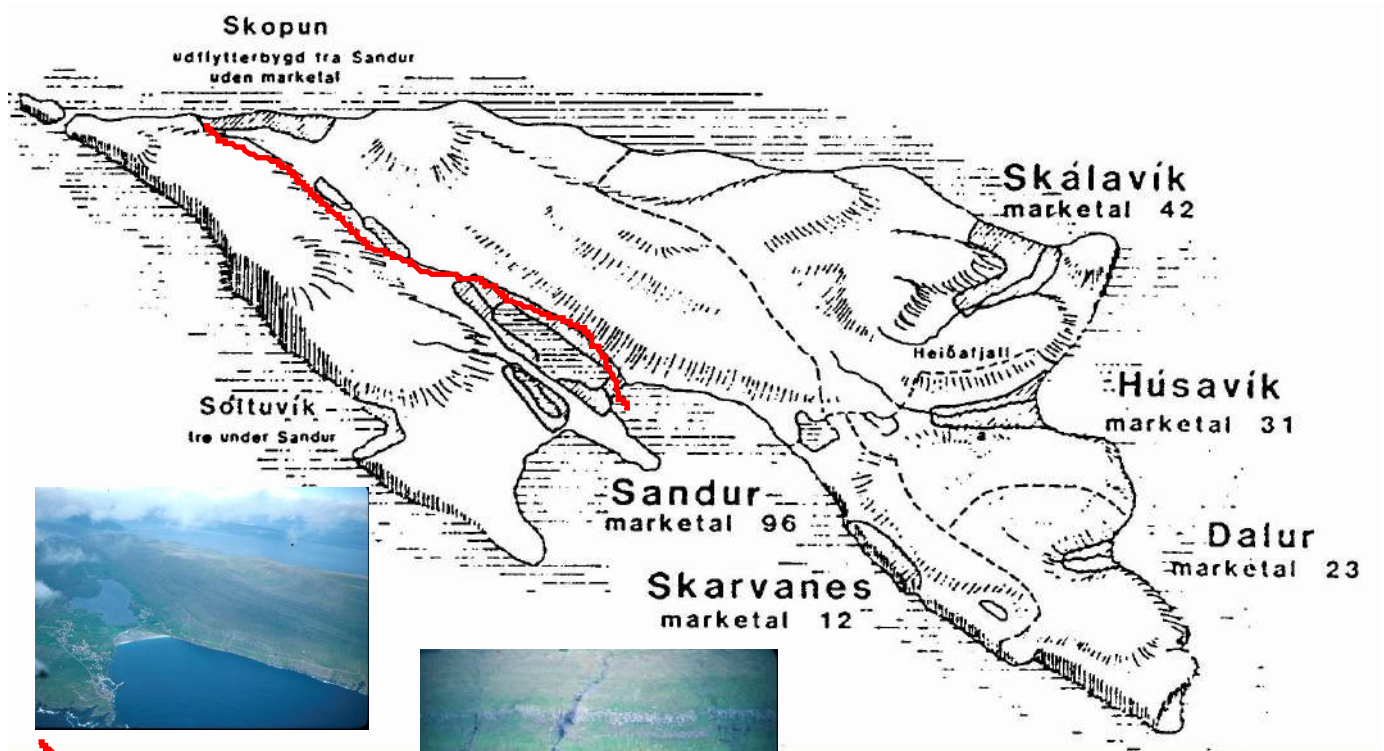 Skopun
udflytterbygd fra Sandur
uden marketal
Skálavík
marketal 42
Heiðafjall
Húsavík
marketal 31
a
Søltuvík
tre under Sandur
Sandur
marketal 96
Dalur
marketal 23
Skarvanes
marketal 12